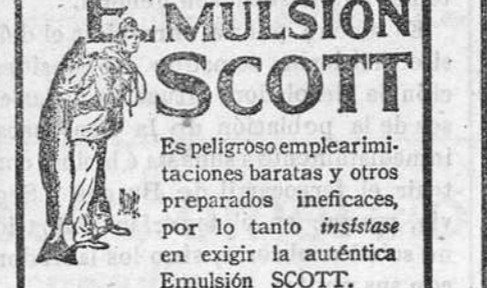 EMULSIÓN
SCOTT
Es peligroso emplear imi-
taciones baratas y otros
preparados ineficaces,
por lo tanto insístase
en exigir la auténtica
Emulsión SCOTT.